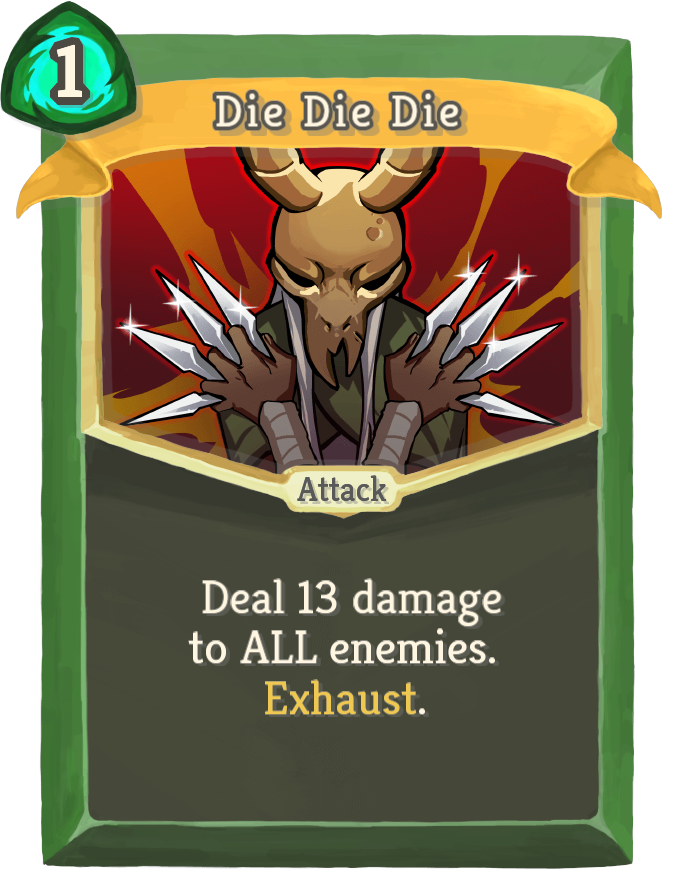 1
Die Die Die
Attack
Deal 13 damage
to ALL enemies.
Exhaust.